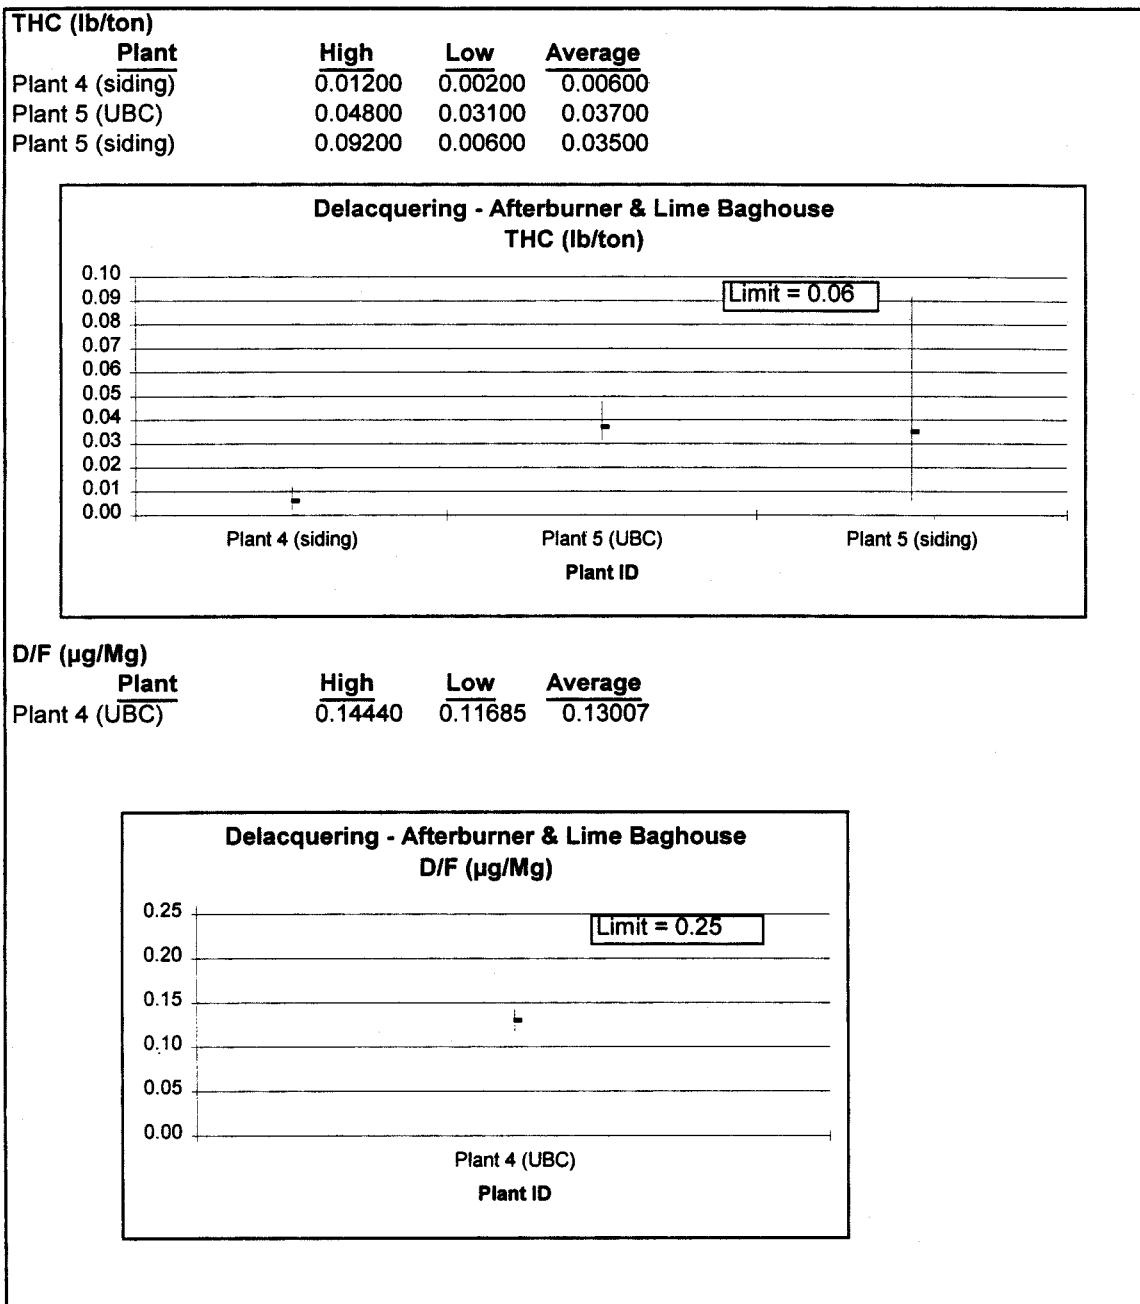 THC (lb/ton)
Plant High Low Average
Plant 4 (siding) 0.01200 0.00200 0.00600
Plant 5 (UBC) 0.04800 0.03100 0.03700
Plant 5 (siding) 0.09200 0.00600 0.03500
Delacquering - Afterburner & Lime Baghouse
THC (lb/ton)
Limit = 0.06
0.10
0.09
0.08
0.07
0.06
0.05
0.04
0.03
0.02
0.01
0.00
Plant 4 (siding) Plant 5 (UBC) Plant 5 (siding)
Plant ID
D/F (µg/Mg)
Plant High Low Average
Plant 4 (UBC) 0.14440 0.11685 0.13007
Delacquering - Afterburner & Lime Baghouse
D/F (µg/Mg)
Limit = 0.25
0.25
0.20
0.15
0.10
0.05
0.00
Plant 4 (UBC)
Plant ID